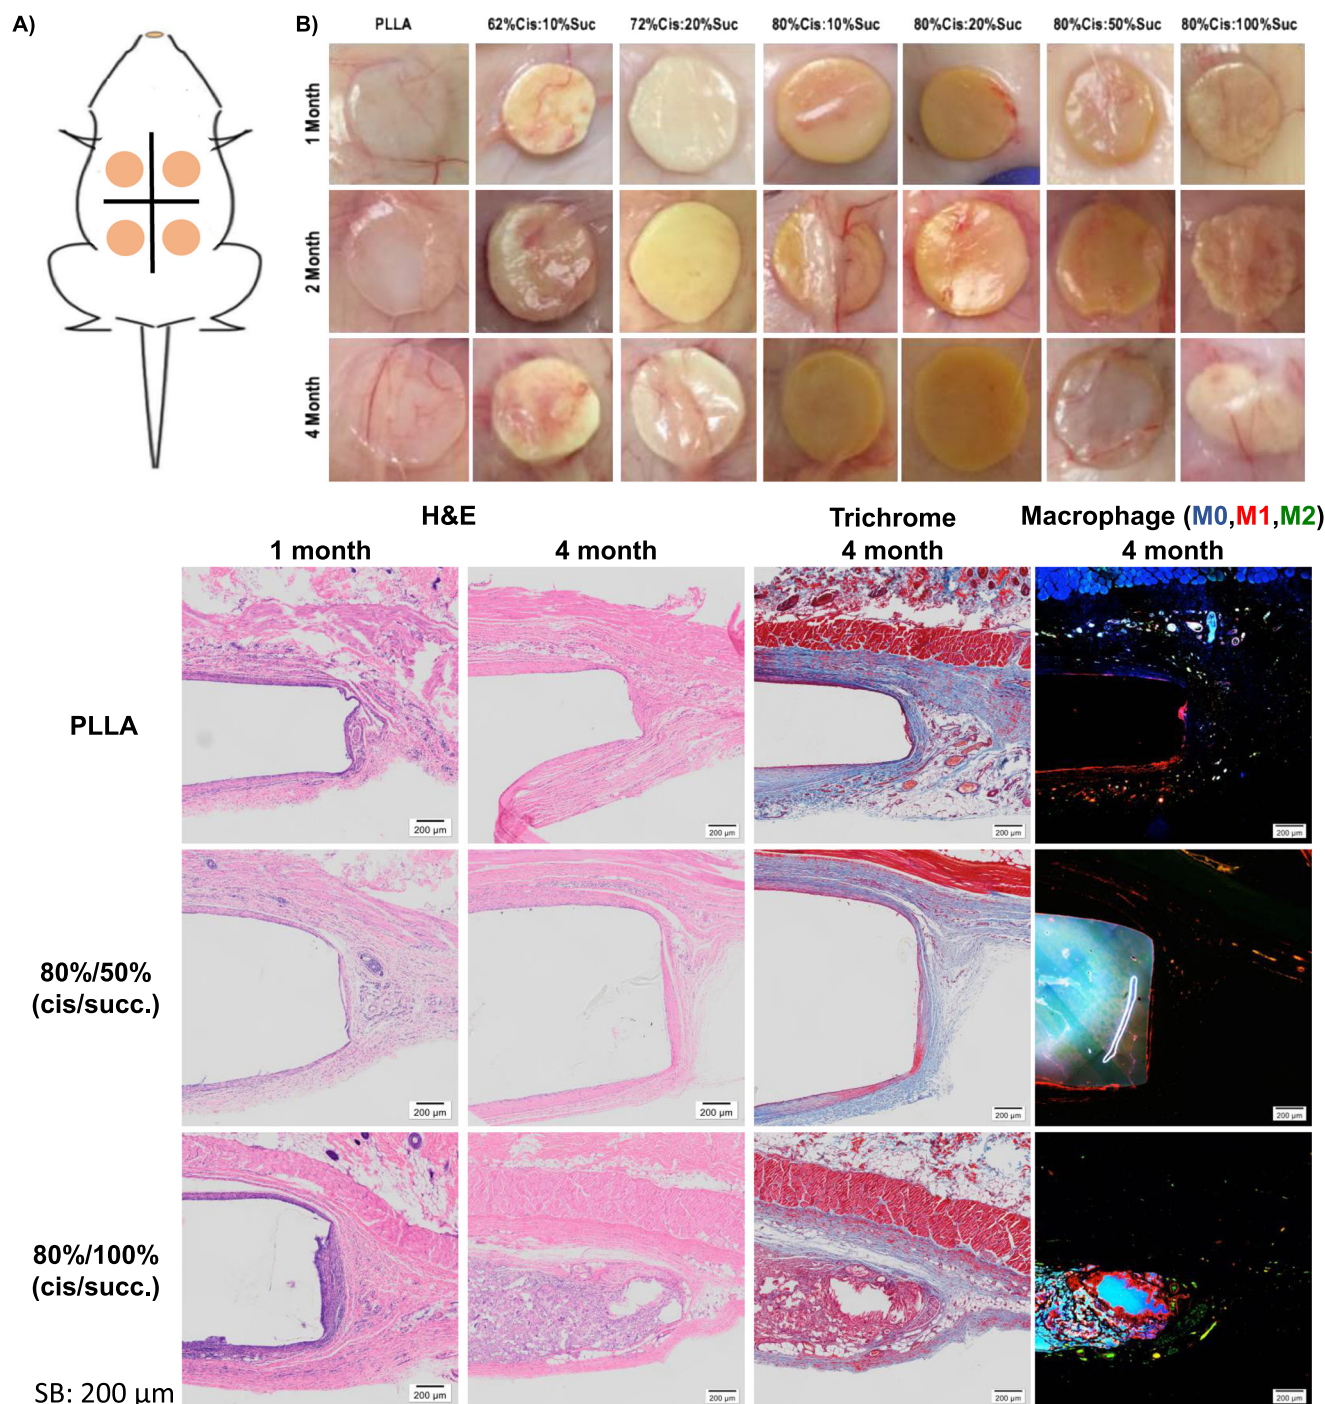 A)
B)
PLLA 62%Cis:10%Suc 72%Cis:20%Suc 80%Cis:10%Suc 80%Cis:20%Suc 80%Cis:50%Suc 80%Cis:100%Suc
1 Month
2 Month
4 Month
H&E Trichrome Macrophage (M0,M1,M2)
1 month 4 month 4 month 4 month
PLLA
200 µm 200 µm 200 µm 200 µm
80%/50%
(cis/succ.)
200 µm 200 µm 200 µm 200 µm
80%/100%
(cis/succ.)
200 µm 200 µm 200 µm 200 µm
SB: 200 µm